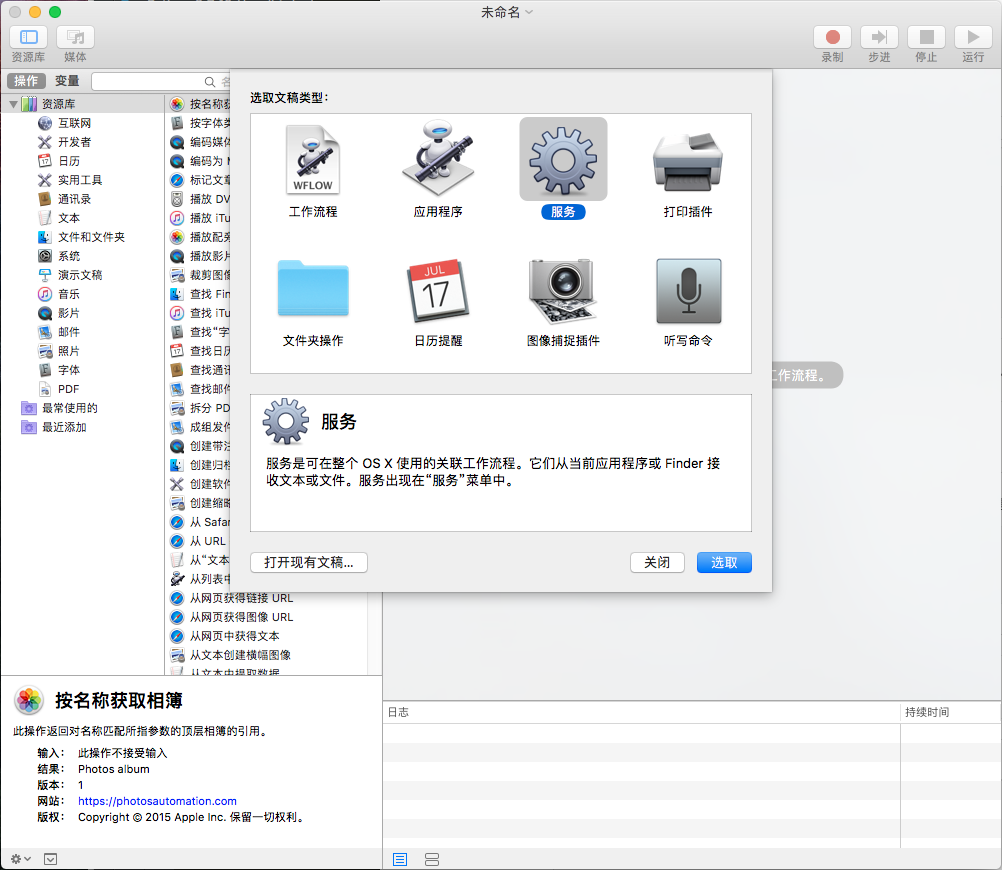 未命名
资源库
媒体
录制
步进
停止
运行
操作
变量
资源库
互联网
开发者
日历
实用工具
通讯录
文本
文件和文件夹
系统
演示文稿
音乐
影片
邮件
照片
字体
PDF
最常使用的
最近添加
按名称获
按字体类
编码媒体
编码为
标记文章
播放 DV
播放 iTu
播放配
播放影片
裁剪图像
查找 Fin
查找 iTu
查找“字
查找日历
查找通讯
查找邮件
拆分 PD
成组发件
创建带注
创建归档
创建软件
创建缩略
从 Safar
从 URL
从“文本
从列表中
从网页获得链接 URL
从网页获得图像 URL
从网页中获得文本
从文本创建横幅图像
从文本中提取数据
选取文稿类型：
WFLOW
工作流程
应用程序
服务
打印插件
文件夹操作
JUL
17
日历提醒
图像捕捉插件
听写命令
工作流程。
服务
服务是可在整个 OS X 使用的关联工作流程。它们从当前应用程序或 Finder 接
收文本或文件。服务出现在“服务”菜单中。
打开现有文稿...
关闭
选取
按名称获取相簿
此操作返回对名称匹配所指参数的顶层相簿的引用。
输入： 此操作不接受输入
结果： Photos album
版本： 1
网站： https://photosautomation.com
版权： Copyright © 2015 Apple Inc. 保留一切权利。
日志
持续时间